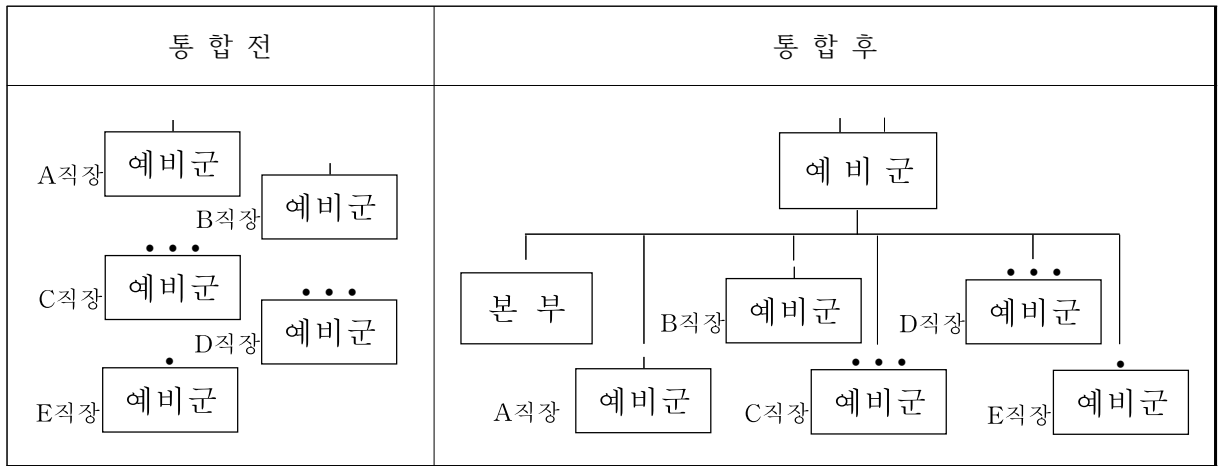 통 합 전
통 합 후
A직장 예비군
B직장 예비군
C직장 예비군
D직장 예비군
E직장 예비군
예 비 군
본 부
B직장 예비군
D직장 예비군
A직장 예비군
C직장 예비군
E직장 예비군